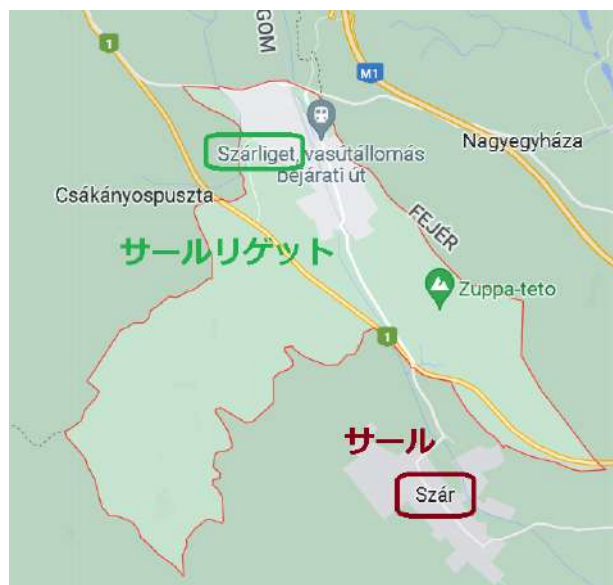 1
GOM
M1
Szárliget, vasútállomás
bejárati út
Nagyegyháza
Csákányospuszta
FEJÉR
サールリゲット
Zuppa-teto
1
サール
Szár